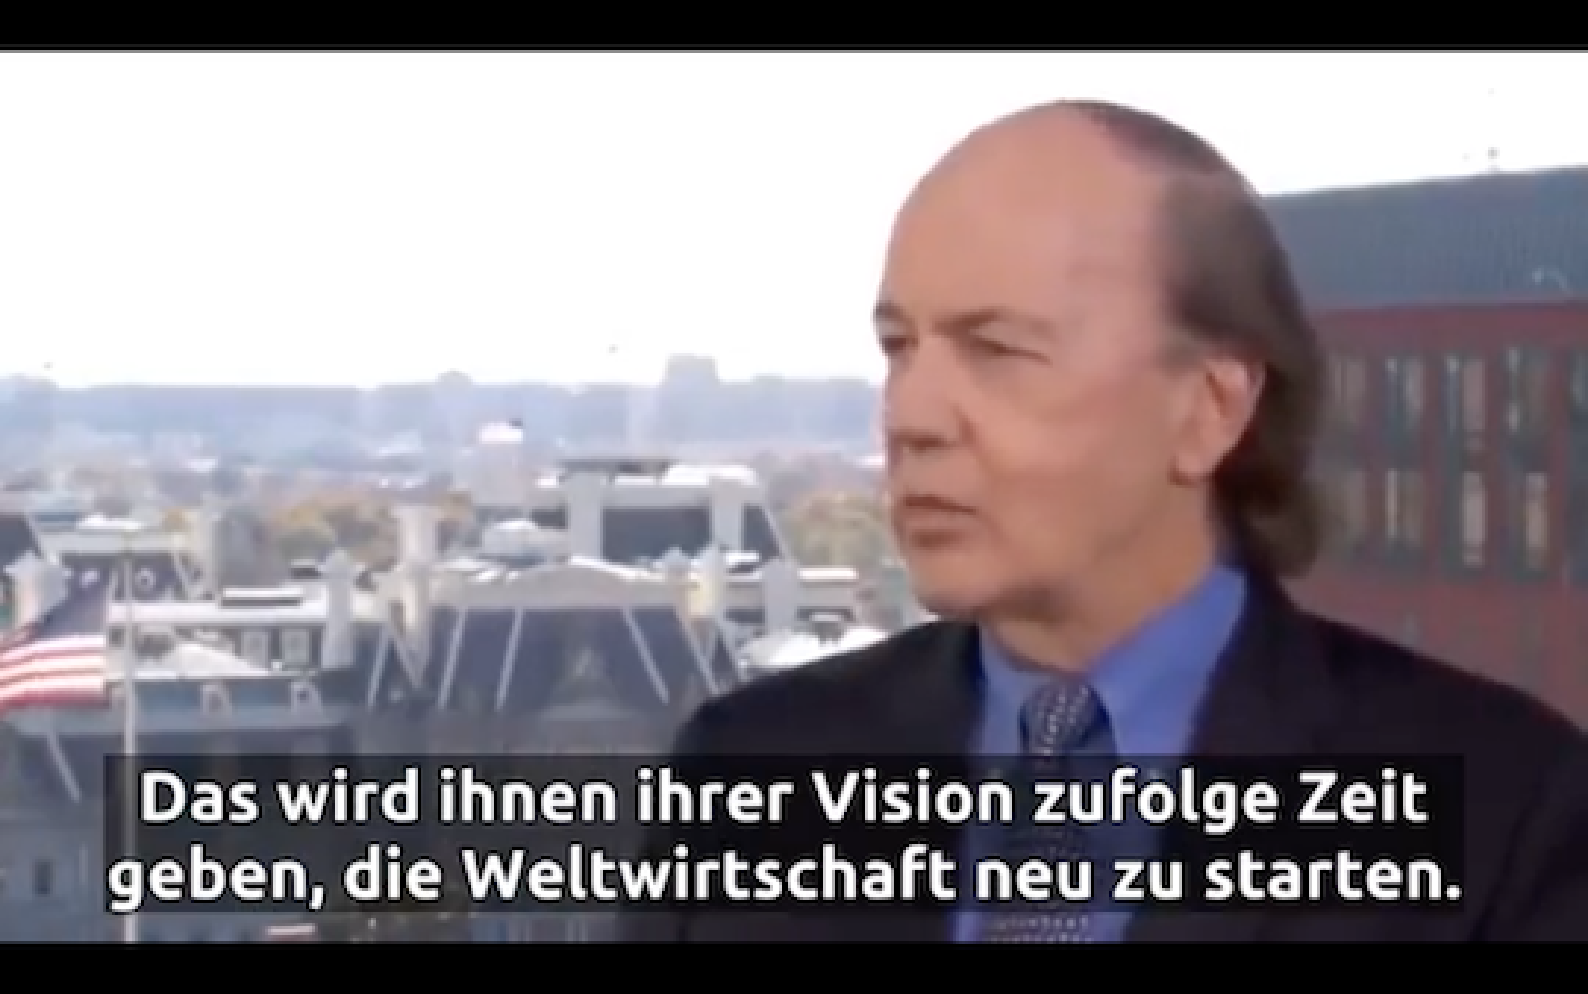 Das wird ihnen ihrer Vision zufolge Zeit
geben, die Weltwirtschaft neu zu starten.